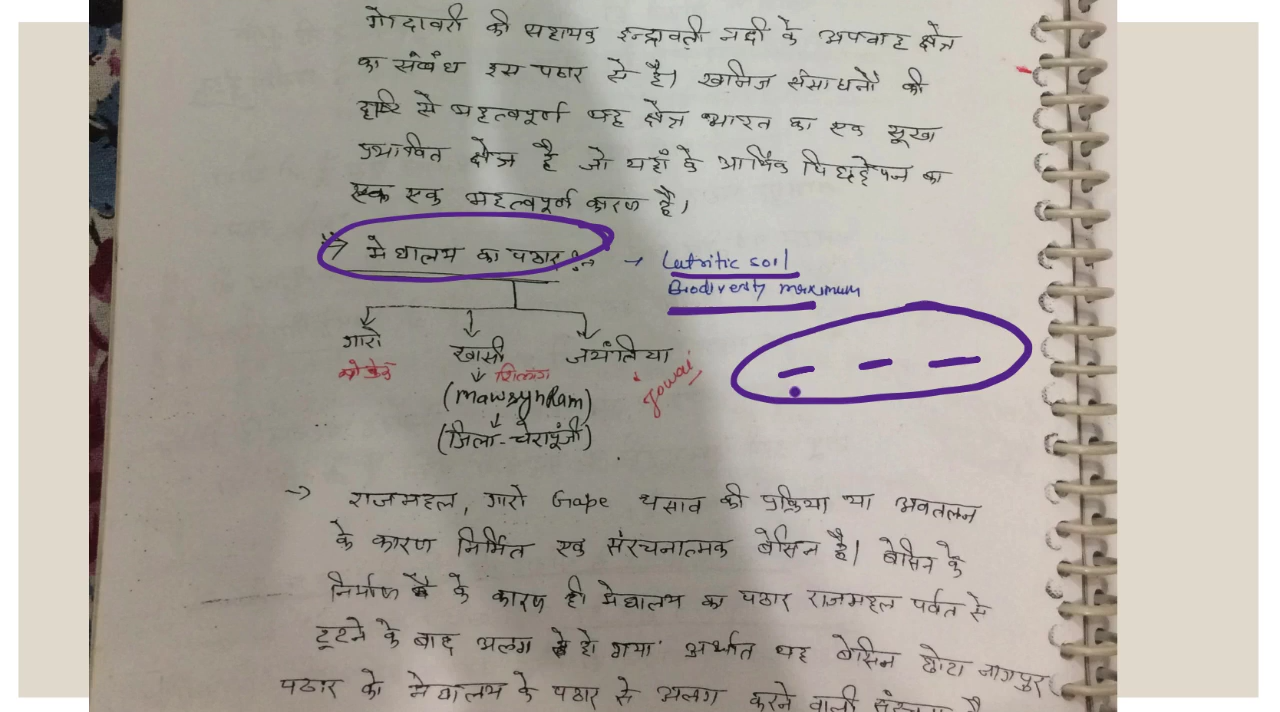 गोदावरी की सहायक इन्द्रावती नदी के अपवाह क्षेत्र
का संबंध इस पठार से है। खनिज संसाधनों की
दृष्टि से महत्वपूर्ण यह क्षेत्र भारत का एक सूखा
प्रभावित क्षेत्र है जो यहाँ के आर्थिक पिछड़ेपन का
एक महत्वपूर्ण कारण है।
मेघालय का पठार :- → Latritic soil
Biodiversity maximum
गारो खासी जयंतिया
शिलांग Jowai
(MawsynRam)
(जिला-चेरापूंजी)
→ राजमहल, गारो Gape धसाव की प्रक्रिया या अवतलन
के कारण निर्मित एक संरचनात्मक बेसिन है। बेसिन के
निर्माण के कारण ही मेघालय का पठार राजमहल पर्वत से
टूटने के बाद अलग हो गया अर्थात यह बेसिन छोटा नागपुर
पठार को मेघालय के पठार से अलग करने वाली